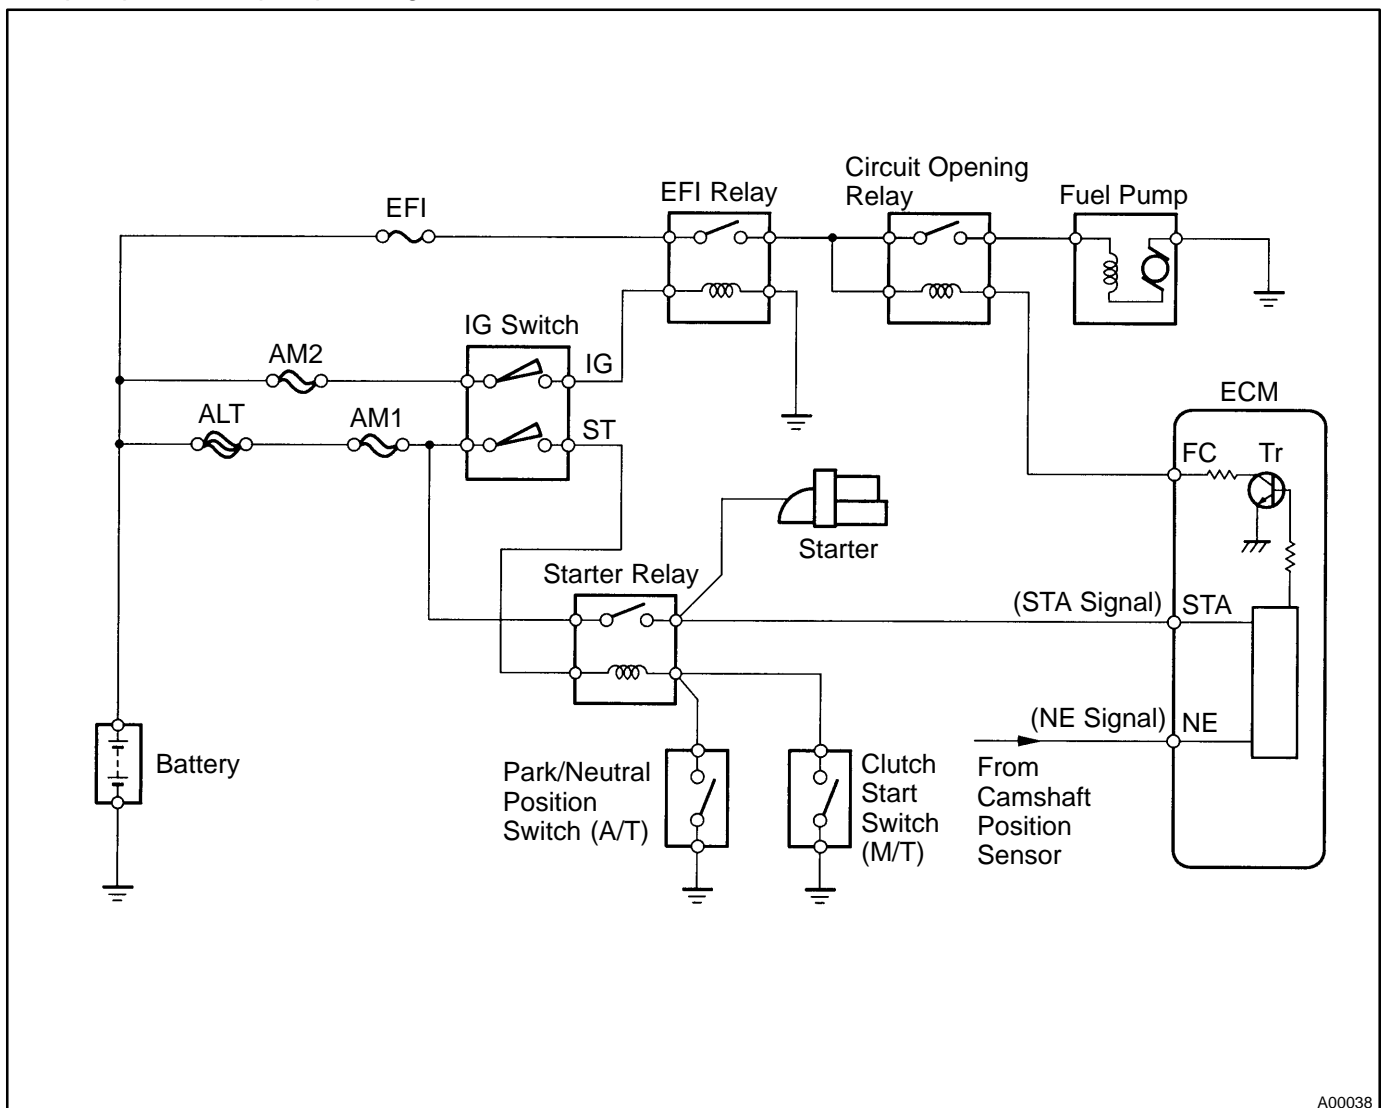 Circuit Opening
Relay
EFI Relay
Fuel Pump
EFI
IG Switch
AM2
IG
ALT
AM1
ST
ECM
FC
Tr
Starter
Starter Relay
(STA Signal)
STA
(NE Signal)
NE
Battery
Park/Neutral
Position
Switch (A/T)
Clutch
Start
Switch
(M/T)
From
Camshaft
Position
Sensor
A00038